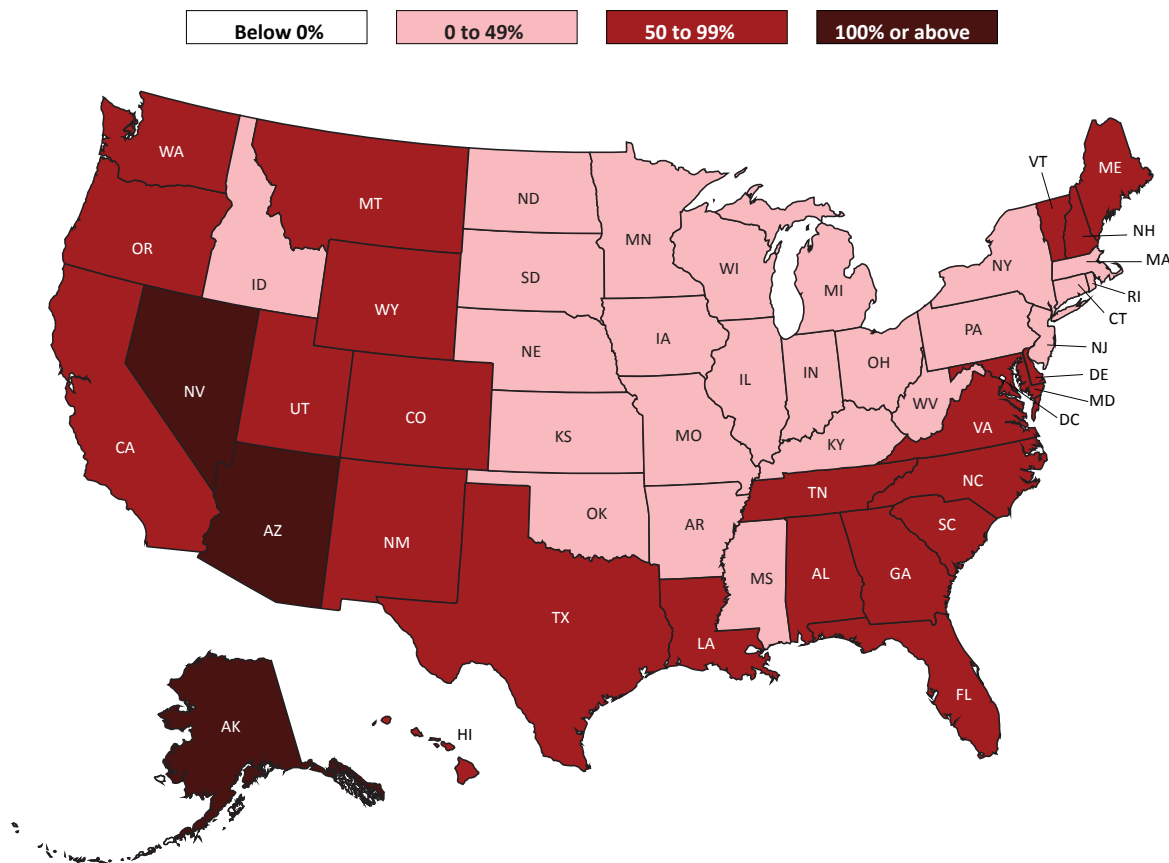 Below 0%
0 to 49%
50 to 99%
100% or above
WA
MT
ND
MN
VT
ME
OR
ID
SD
WI
MI
NY
NH
MA
RI
CT
WY
NE
IA
PA
NJ
NV
UT
CO
IL
IN
OH
DE
MD
DC
CA
KS
MO
WV
VA
KY
AZ
NM
OK
AR
TN
NC
SC
MS
AL
GA
TX
LA
FL
AK
HI